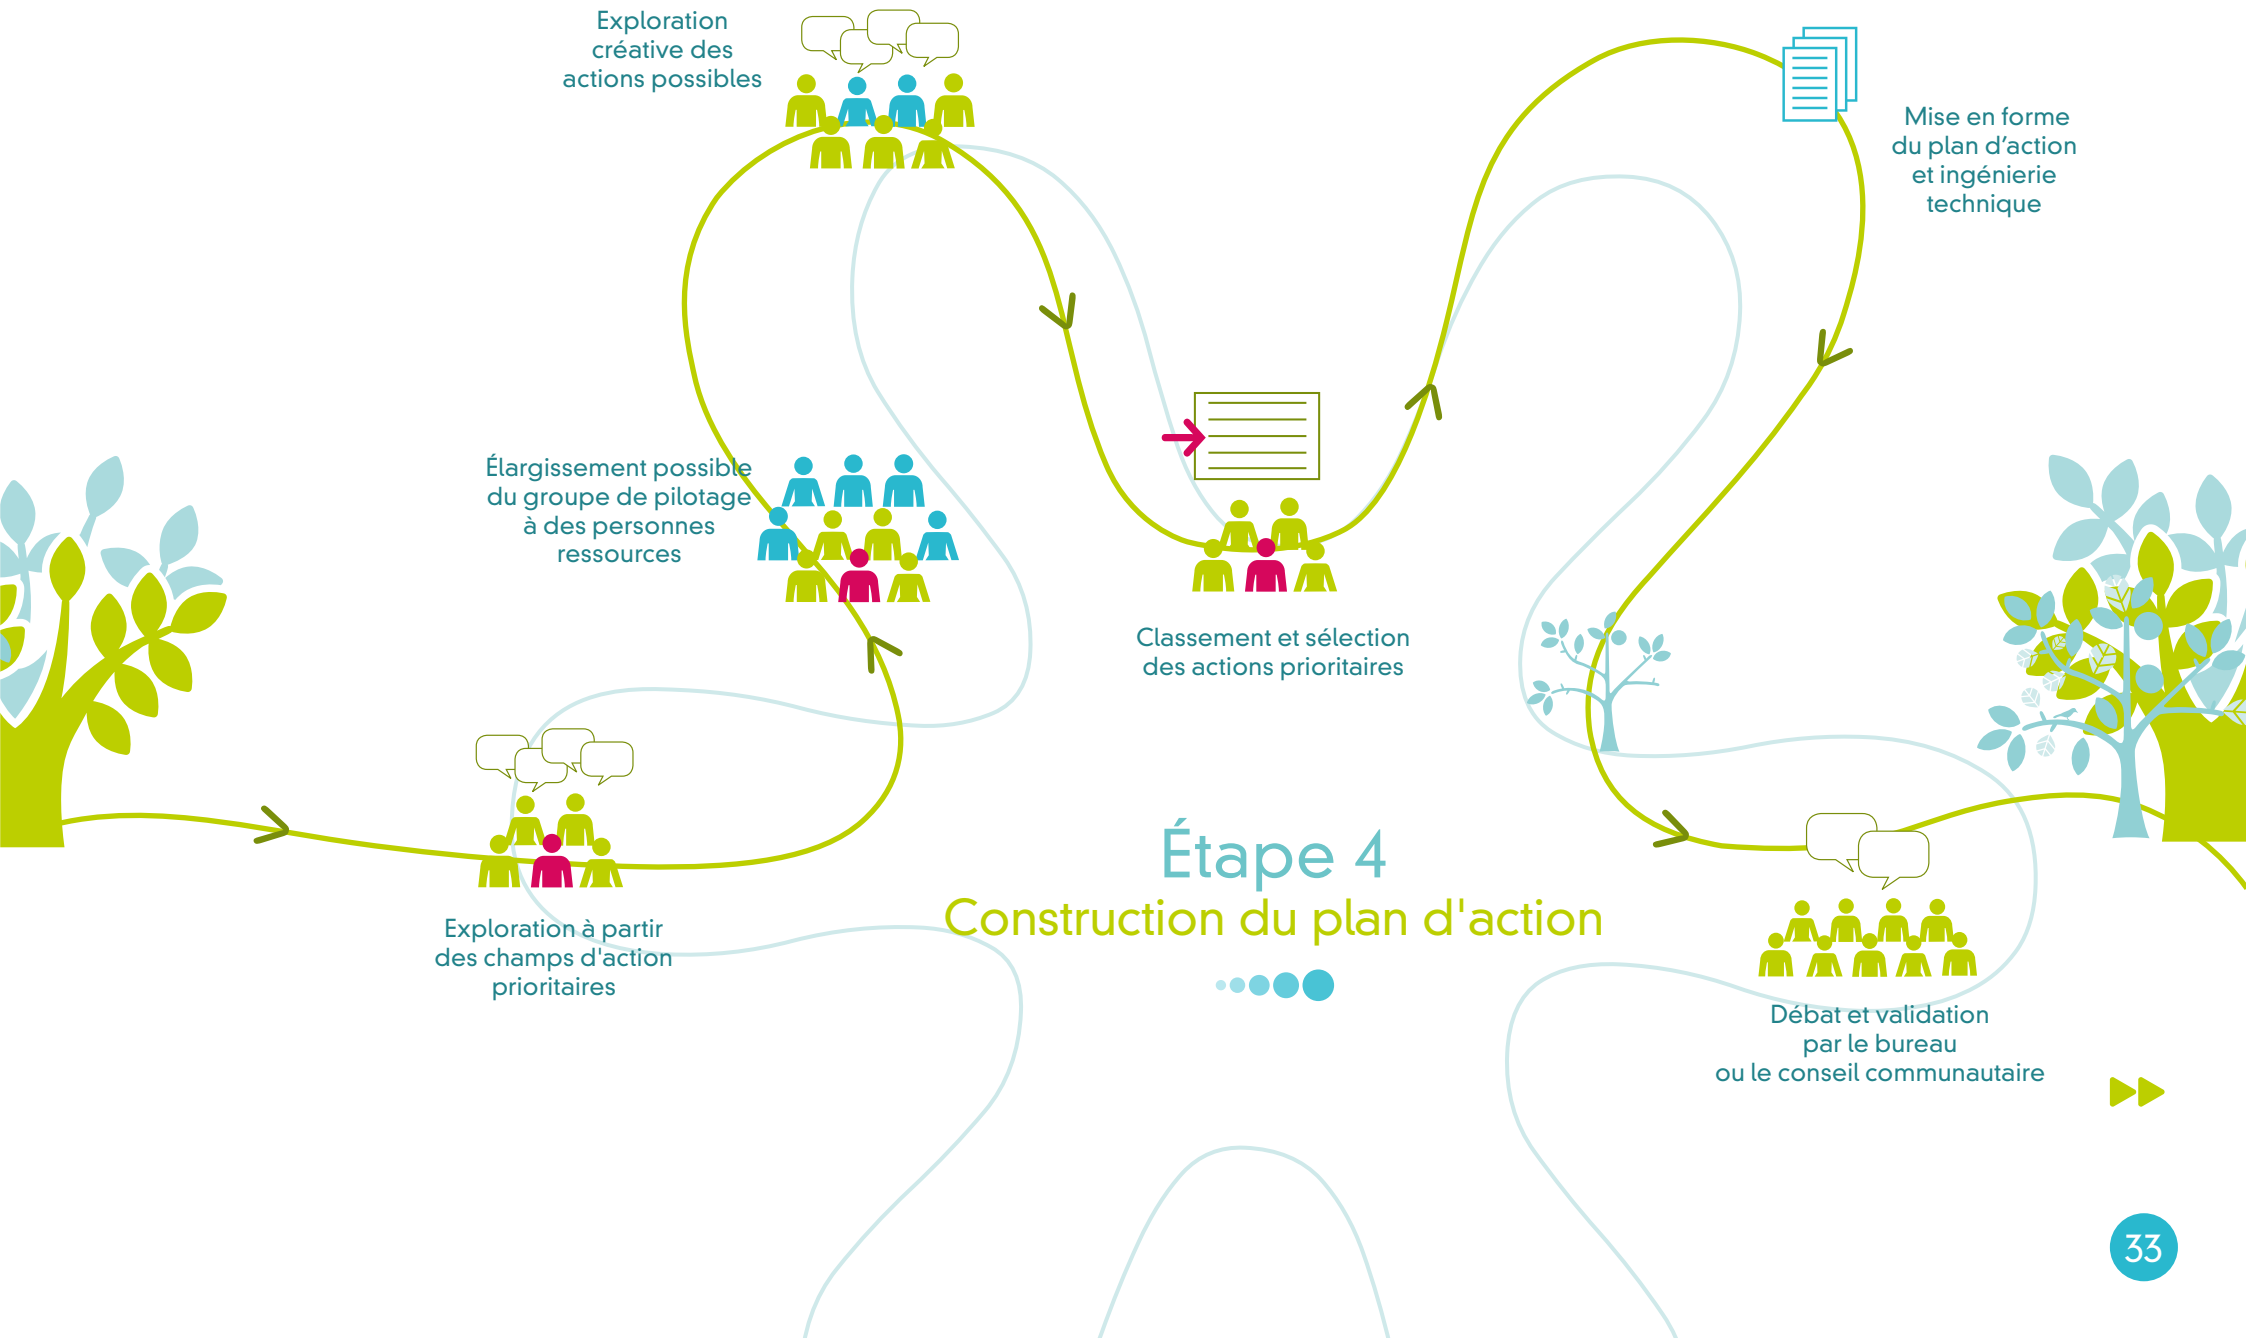 Exploration
créative des
actions possibles
Mise en forme
du plan d’action
et ingénierie
technique
Élargissement possible
du groupe de pilotage
à des personnes
ressources
Classement et sélection
des actions prioritaires
Étape 4
Construction du plan d'action
Exploration à partir
des champs d'action
prioritaires
Débat et validation
par le bureau
ou le conseil communautaire
33